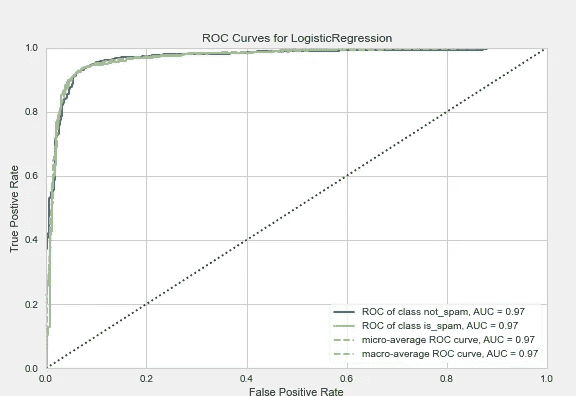 ROC Curves for LogisticRegression
1.0
0.8
0.6
0.4
0.2
0.0
True Postive Rate
ROC of class not_spam, AUC = 0.97
ROC of class is_spam, AUC = 0.97
micro-average ROC curve, AUC = 0.97
macro-average ROC curve, AUC = 0.97
0.0 0.2 0.4 0.6 0.8 1.0
False Positive Rate